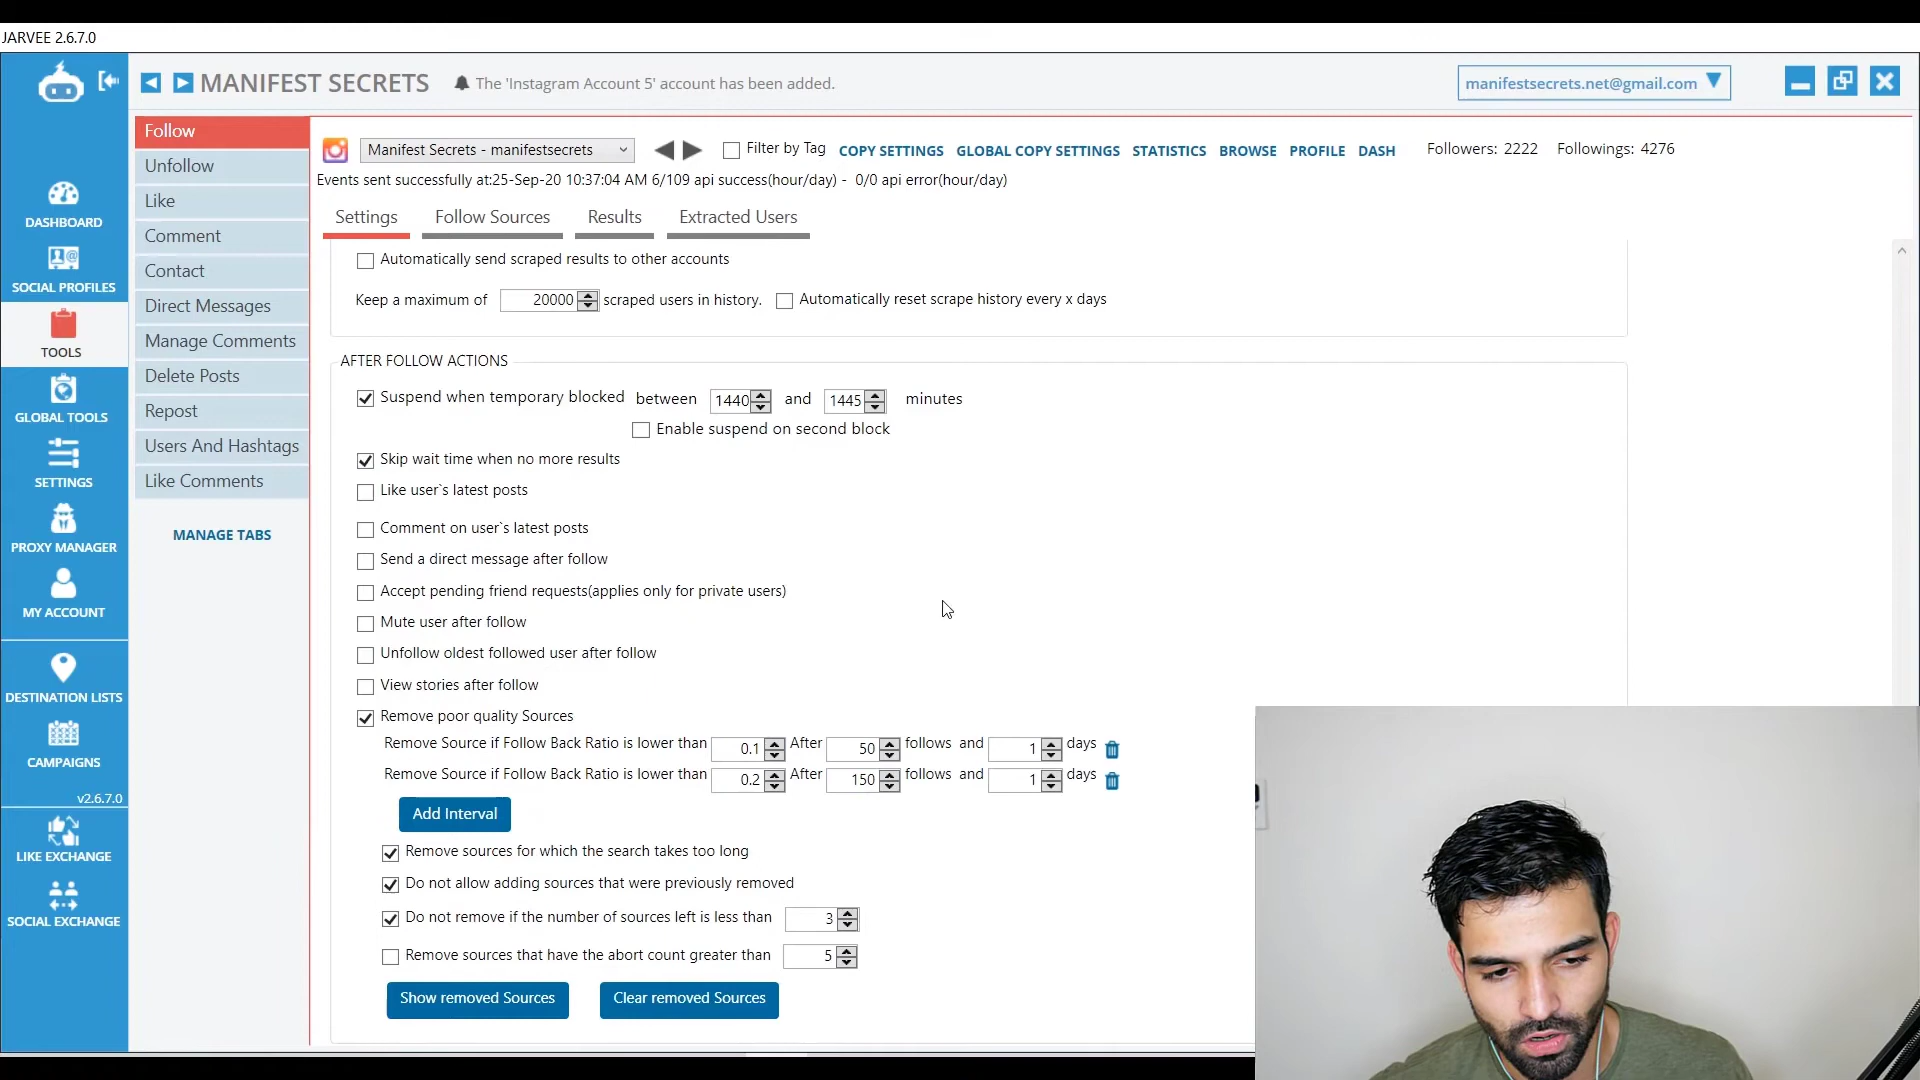 JARVEE 2.6.7.0
MANIFEST SECRETS
The 'Instagram Account 5' account has been added.
manifestsecrets.net@gmail.com
DASHBOARD
SOCIAL PROFILES
TOOLS
GLOBAL TOOLS
SETTINGS
PROXY MANAGER
MY ACCOUNT
DESTINATION LISTS
CAMPAIGNS
v2.6.7.0
LIKE EXCHANGE
SOCIAL EXCHANGE
Follow
Unfollow
Like
Comment
Contact
Direct Messages
Manage Comments
Delete Posts
Repost
Users And Hashtags
Like Comments
MANAGE TABS
Manifest Secrets - manifestsecrets
Filter by Tag
COPY SETTINGS GLOBAL COPY SETTINGS STATISTICS BROWSE PROFILE DASH
Followers: 2222 Followings: 4276
Events sent successfully at:25-Sep-20 10:37:04 AM 6/109 api success(hour/day) - 0/0 api error(hour/day)
Settings Follow Sources Results Extracted Users
Automatically send scraped results to other accounts
Keep a maximum of 20000 scraped users in history. Automatically reset scrape history every x days
AFTER FOLLOW ACTIONS
Suspend when temporary blocked between 1440 and 1445 minutes
Enable suspend on second block
Skip wait time when no more results
Like user`s latest posts
Comment on user`s latest posts
Send a direct message after follow
Accept pending friend requests(applies only for private users)
Mute user after follow
Unfollow oldest followed user after follow
View stories after follow
Remove poor quality Sources
Remove Source if Follow Back Ratio is lower than 0.1 After 50 follows and 1 days
Remove Source if Follow Back Ratio is lower than 0.2 After 150 follows and 1 days
Add Interval
Remove sources for which the search takes too long
Do not allow adding sources that were previously removed
Do not remove if the number of sources left is less than 3
Remove sources that have the abort count greater than 5
Show removed Sources Clear removed Sources